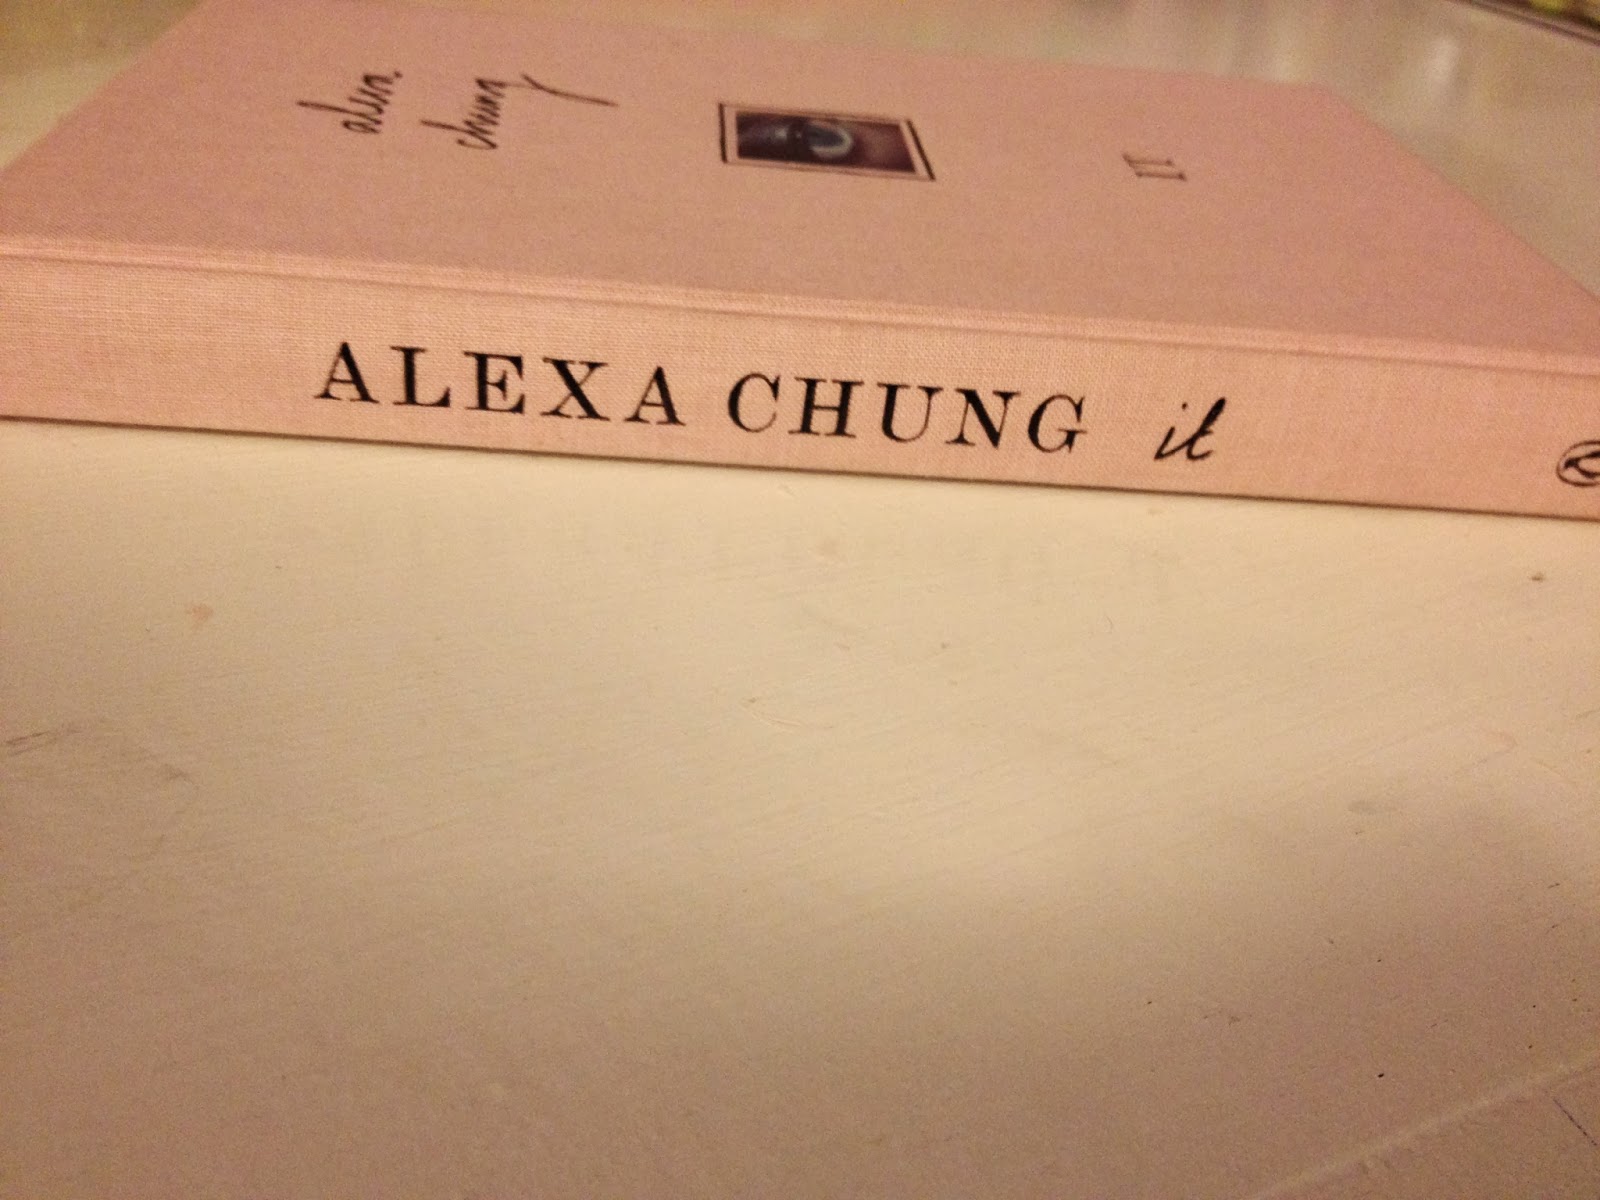 alexa
chung
it
ALEXA CHUNG it